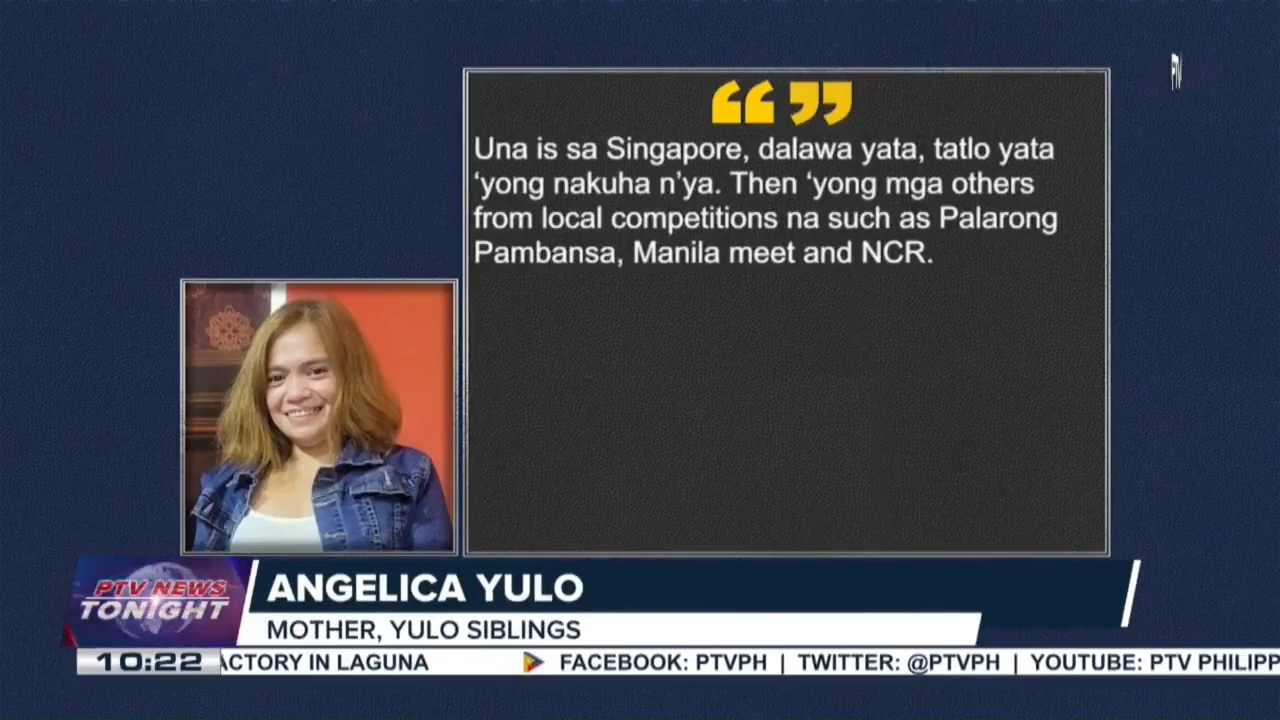 PTV
Una is sa Singapore, dalawa yata, tatlo yata
‘yong nakuha n’ya. Then ‘yong mga others
from local competitions na such as Palarong
Pambansa, Manila meet and NCR.
PTV NEWS
TONIGHT
ANGELICA YULO
MOTHER, YULO SIBLINGS
10:22
ACTORY IN LAGUNA
FACEBOOK: PTVPH | TWITTER: @PTVPH | YOUTUBE: PTV PHILIPP